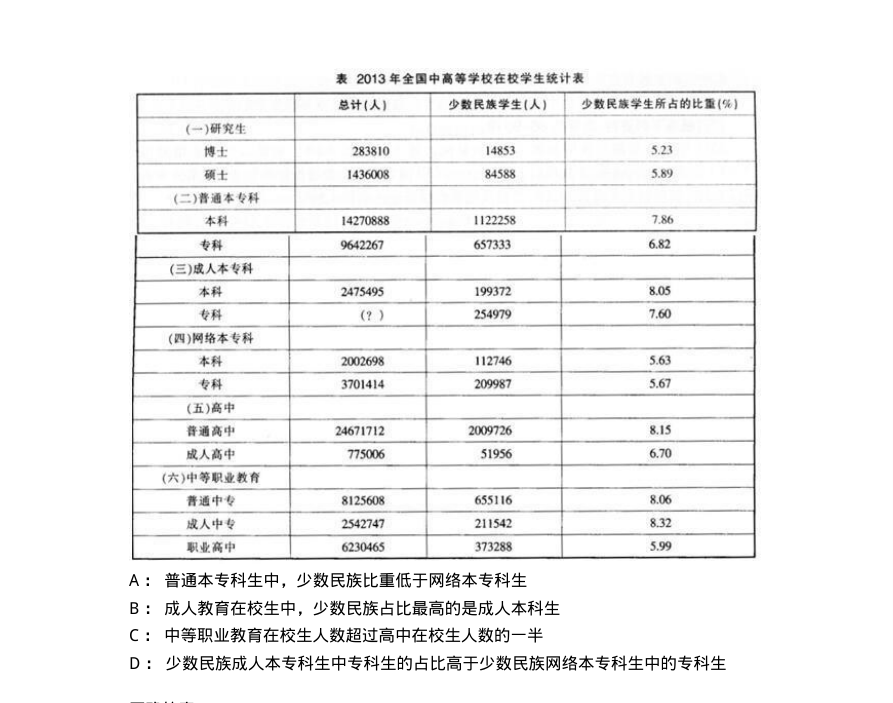 表 2013 年全国中高等学校在校学生统计表
总计(人) 少数民族学生(人) 少数民族学生所占的比重(%)
(一)研究生
博士 283810 14853 5.23
硕士 1436008 84588 5.89
(二)普通本专科
本科 14270888 1122258 7.86
专科 9642267 657333 6.82
(三)成人本专科
本科 2475495 199372 8.05
专科 (?) 254979 7.60
(四)网络本专科
本科 2002698 112746 5.63
专科 3701414 209987 5.67
(五)高中
普通高中 24671712 2009726 8.15
成人高中 775006 51956 6.70
(六)中等职业教育
普通中专 8125608 655116 8.06
成人中专 2542747 211542 8.32
职业高中 6230465 373288 5.99
A： 普通本专科生中，少数民族比重低于网络本专科生
B： 成人教育在校生中，少数民族占比最高的是成人本科生
C： 中等职业教育在校生人数超过高中在校生人数的一半
D： 少数民族成人本专科生中专科生的占比高于少数民族网络本专科生中的专科生